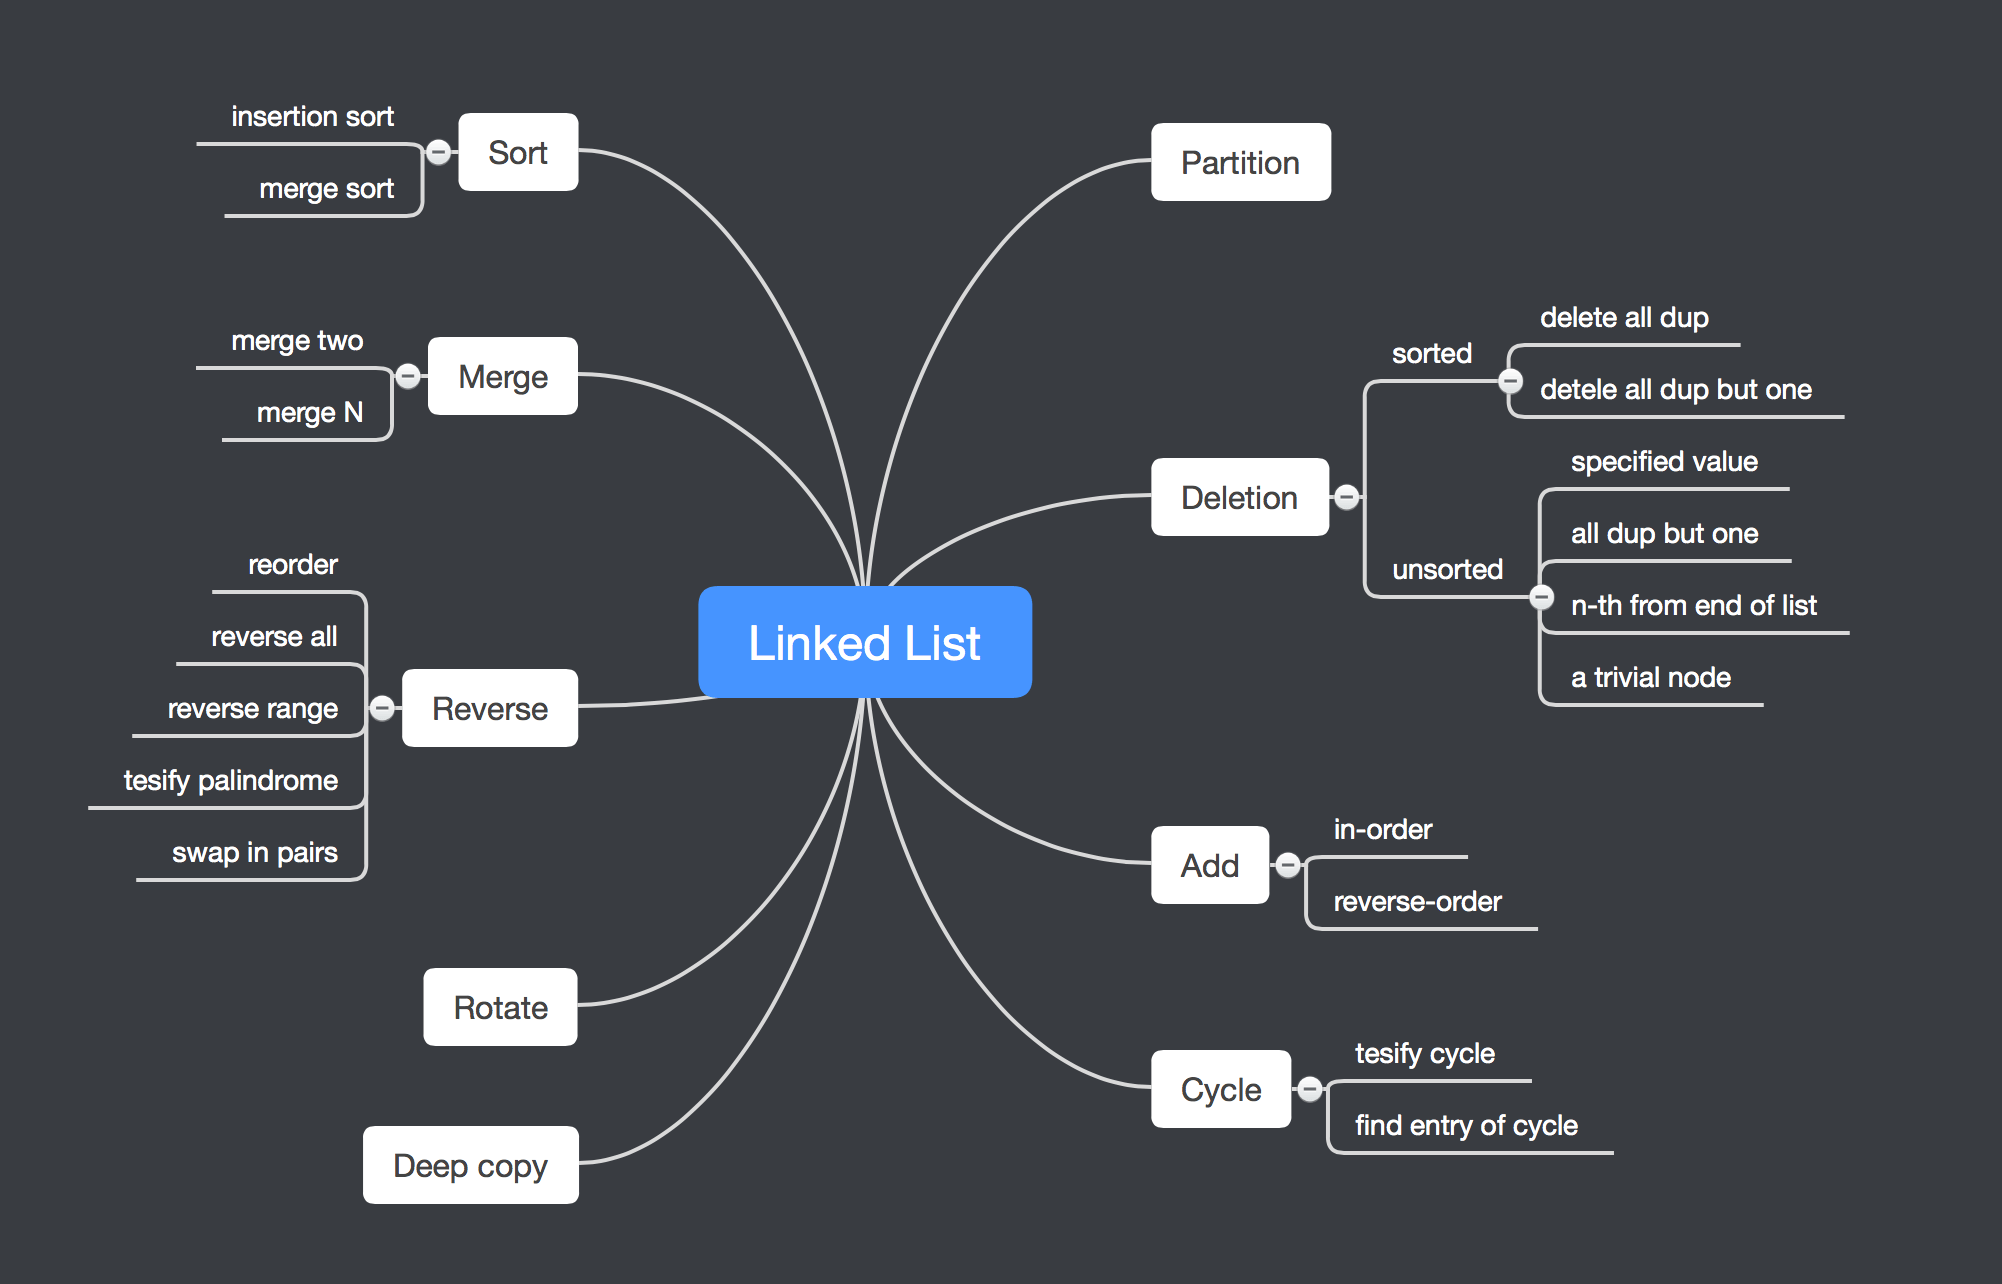 Linked List
Sort
insertion sort
merge sort
Merge
merge two
merge N
Reverse
reorder
reverse all
reverse range
tesify palindrome
swap in pairs
Rotate
Deep copy
Partition
Deletion
sorted
delete all dup
detele all dup but one
unsorted
specified value
all dup but one
n-th from end of list
a trivial node
Add
in-order
reverse-order
Cycle
tesify cycle
find entry of cycle